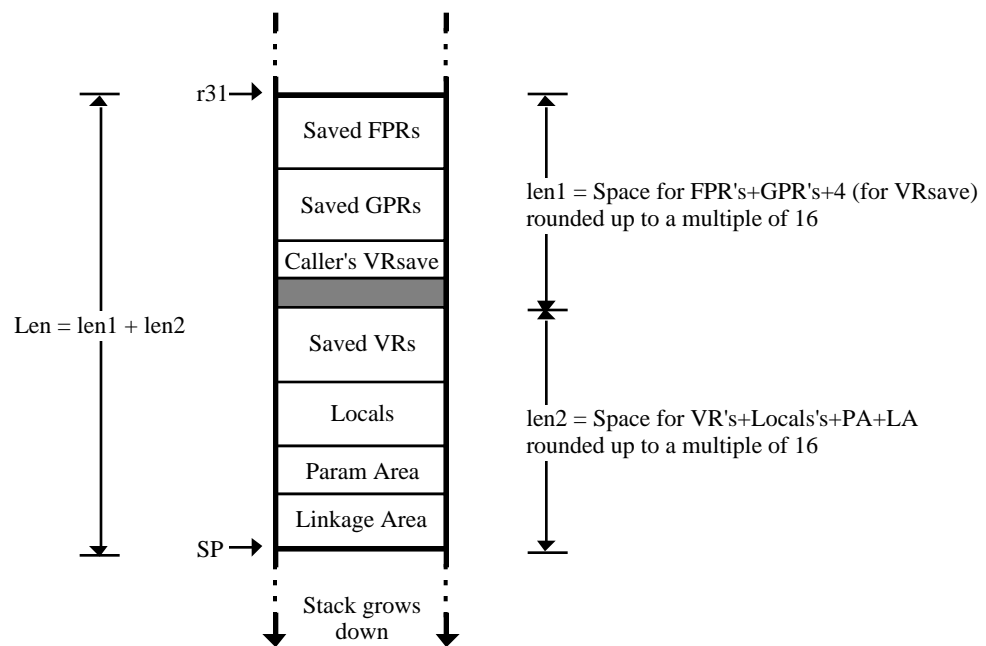 r31
Saved FPRs
Saved GPRs
Caller's VRsave
Saved VRs
Locals
Param Area
Linkage Area
SP
Stack grows
down
Len = len1 + len2
len1 = Space for FPR's+GPR's+4 (for VRsave)
rounded up to a multiple of 16
len2 = Space for VR's+Locals's+PA+LA
rounded up to a multiple of 16